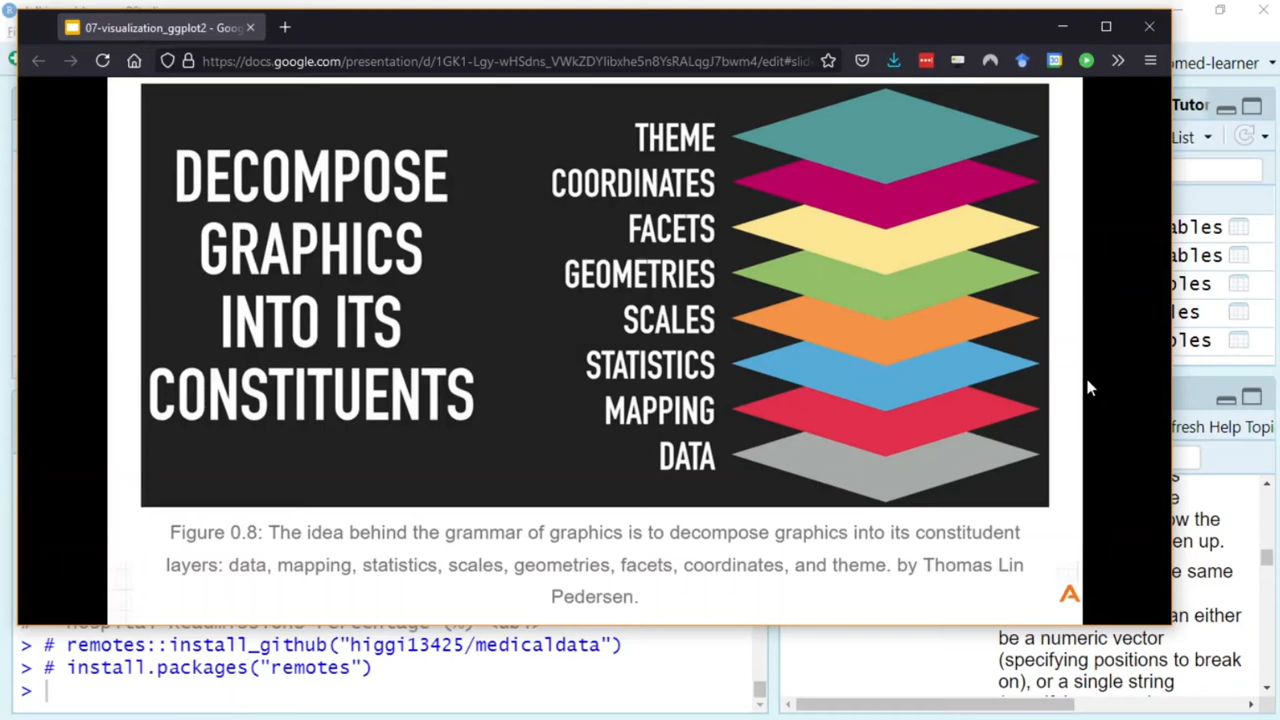 07-visualization_ggplot2 - Goog
https://docs.google.com/presentation/d/1GK1-Lgy-wHSdns_VWkZDYIibxhe5n8YsRALqgJ7bwm4/edit#slid
omed-learner
Tutor
List
DECOMPOSE
GRAPHICS
INTO ITS
CONSTITUENTS
THEME
COORDINATES
FACETS
GEOMETRIES
SCALES
STATISTICS
MAPPING
DATA
Figure 0.8: The idea behind the grammar of graphics is to decompose graphics into its constitudent
layers: data, mapping, statistics, scales, geometries, facets, coordinates, and theme. by Thomas Lin
Pedersen.
ables
ables
bles
les
bles
fresh Help Topi
ow the
en up.
e same
an either
be a numeric vector
(specifying positions to break
on), or a single string
> # remotes::install_github("higgi13425/medicaldata")
> # install.packages("remotes")
>